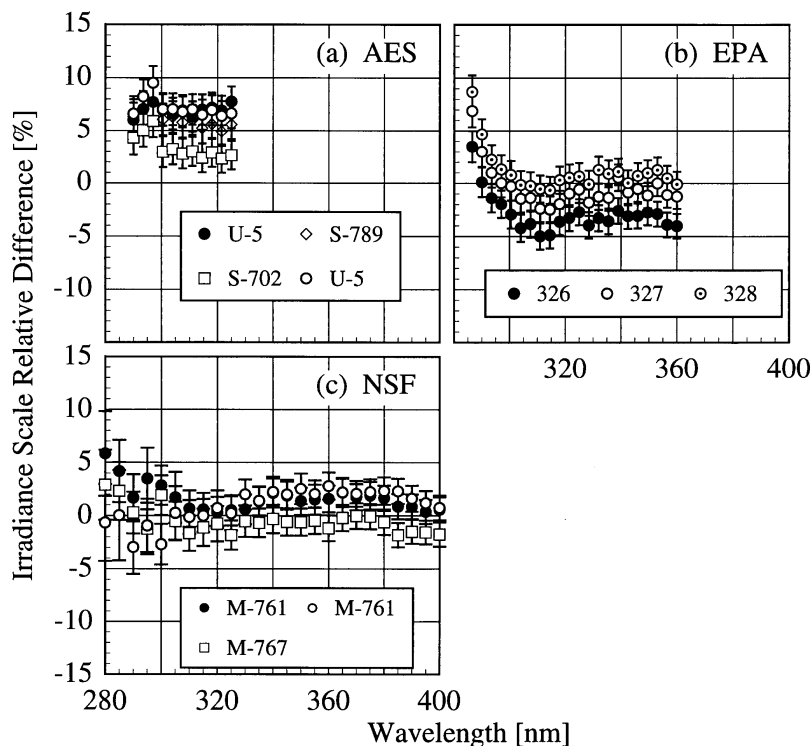 Irradiance Scale Relative Difference [%]
15
10
5
0
-5
-10
(a) AES
U-5
S-789
S-702
U-5
(b) EPA
326
327
328
320
360
400
15
10
5
0
-5
-10
-15
(c) NSF
M-761
M-761
M-767
280
320
360
400
Wavelength [nm]